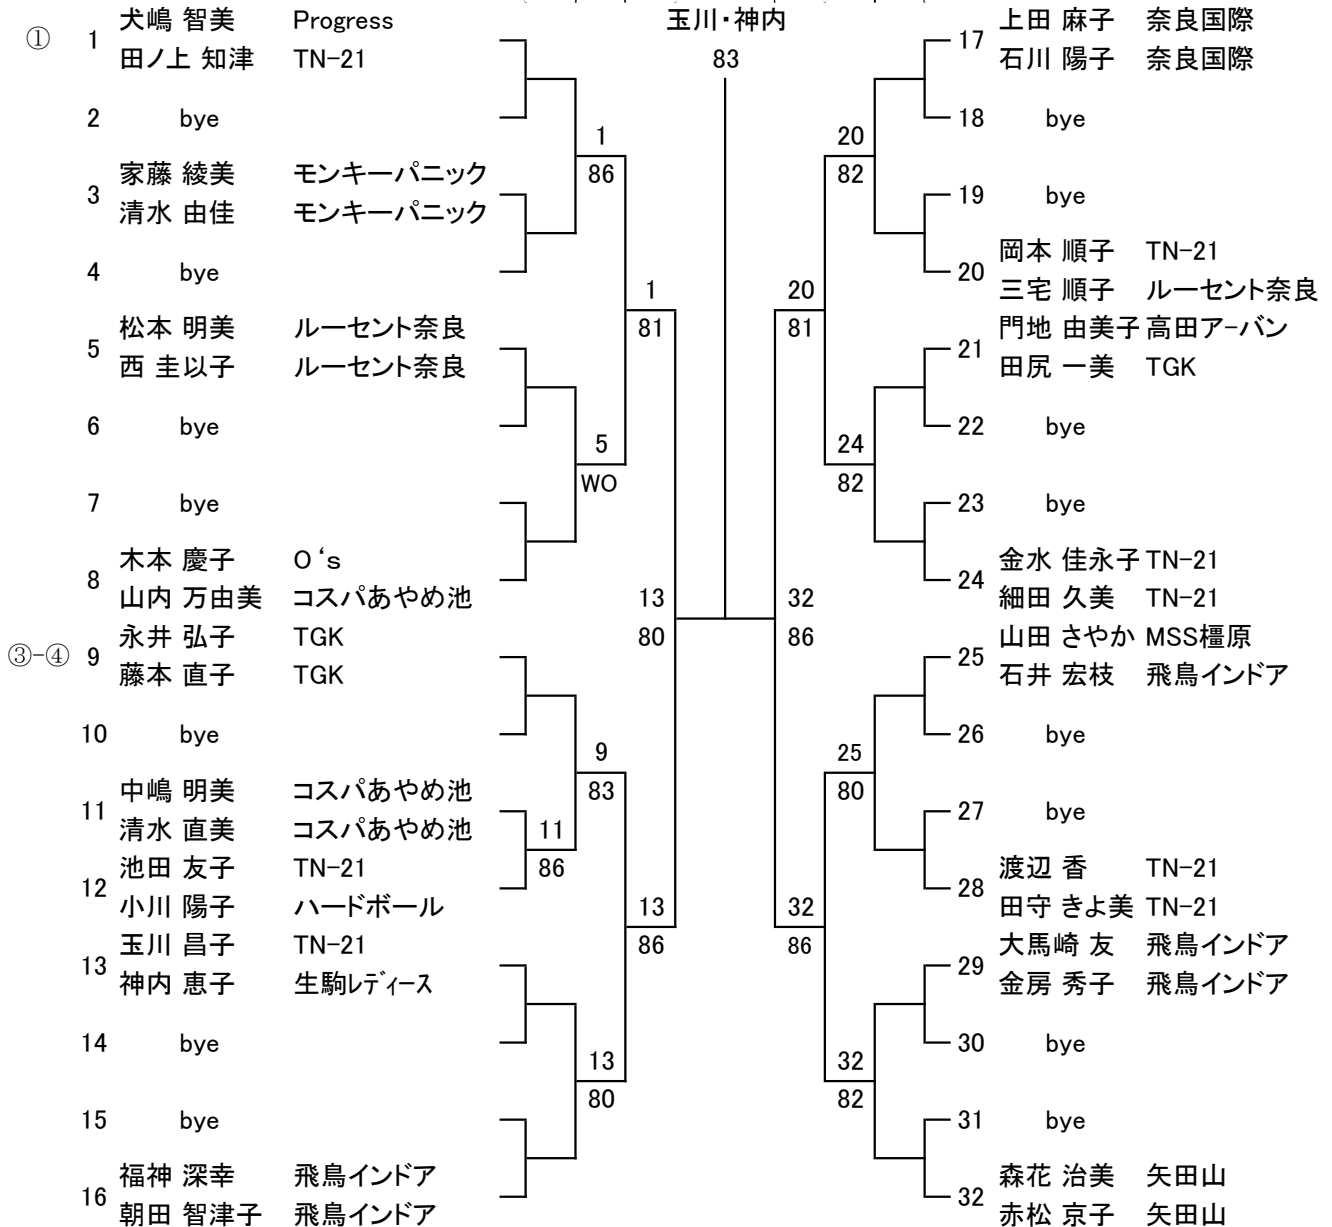 犬嶋 智美 Progress
① 1
田ノ上 知津 TN-21
2 bye
家藤 綾美 モンキーパニック
3
清水 由佳 モンキーパニック
4 bye
松本 明美 ルーセント奈良
5
西 圭以子 ルーセント奈良
6 bye
7 bye
木本 慶子 O‘s
8
山内 万由美 コスパあやめ池
永井 弘子 TGK
③-④ 9
藤本 直子 TGK
10 bye
中嶋 明美 コスパあやめ池
11
清水 直美 コスパあやめ池
池田 友子 TN-21
12
小川 陽子 ハードボール
玉川 昌子 TN-21
13
神内 恵子 生駒レディース
14 bye
15 bye
福神 深幸 飛鳥インドア
16
朝田 智津子 飛鳥インドア
11
86
1
86
5
WO
9
83
13
80
1
81
13
86
13
80
玉川・神内
83
32
86
20
81
32
86
20
82
24
82
25
80
32
82
上田 麻子 奈良国際
17
石川 陽子 奈良国際
18 bye
19 bye
岡本 順子 TN-21
20
三宅 順子 ルーセント奈良
門地 由美子 高田アーバン
21
田尻 一美 TGK
22 bye
23 bye
金水 佳永子 TN-21
24
細田 久美 TN-21
山田 さやか MSS橿原
25
石井 宏枝 飛鳥インドア
26 bye
27 bye
渡辺 香 TN-21
28
田守 きよ美 TN-21
大馬崎 友 飛鳥インドア
29
金房 秀子 飛鳥インドア
30 bye
31 bye
森花 治美 矢田山
32
赤松 京子 矢田山